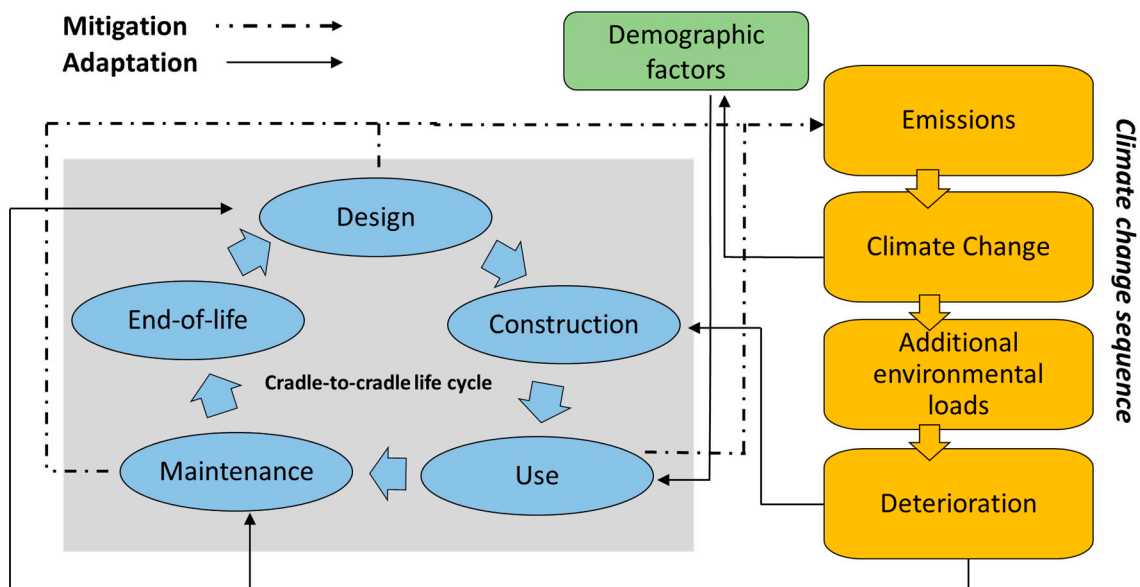 Mitigation
Adaptation
Demographic
factors
Emissions
Climate Change
Additional
environmental
loads
Deterioration
Climate change sequence
Design
Construction
Use
Maintenance
End-of-life
Cradle-to-cradle life cycle